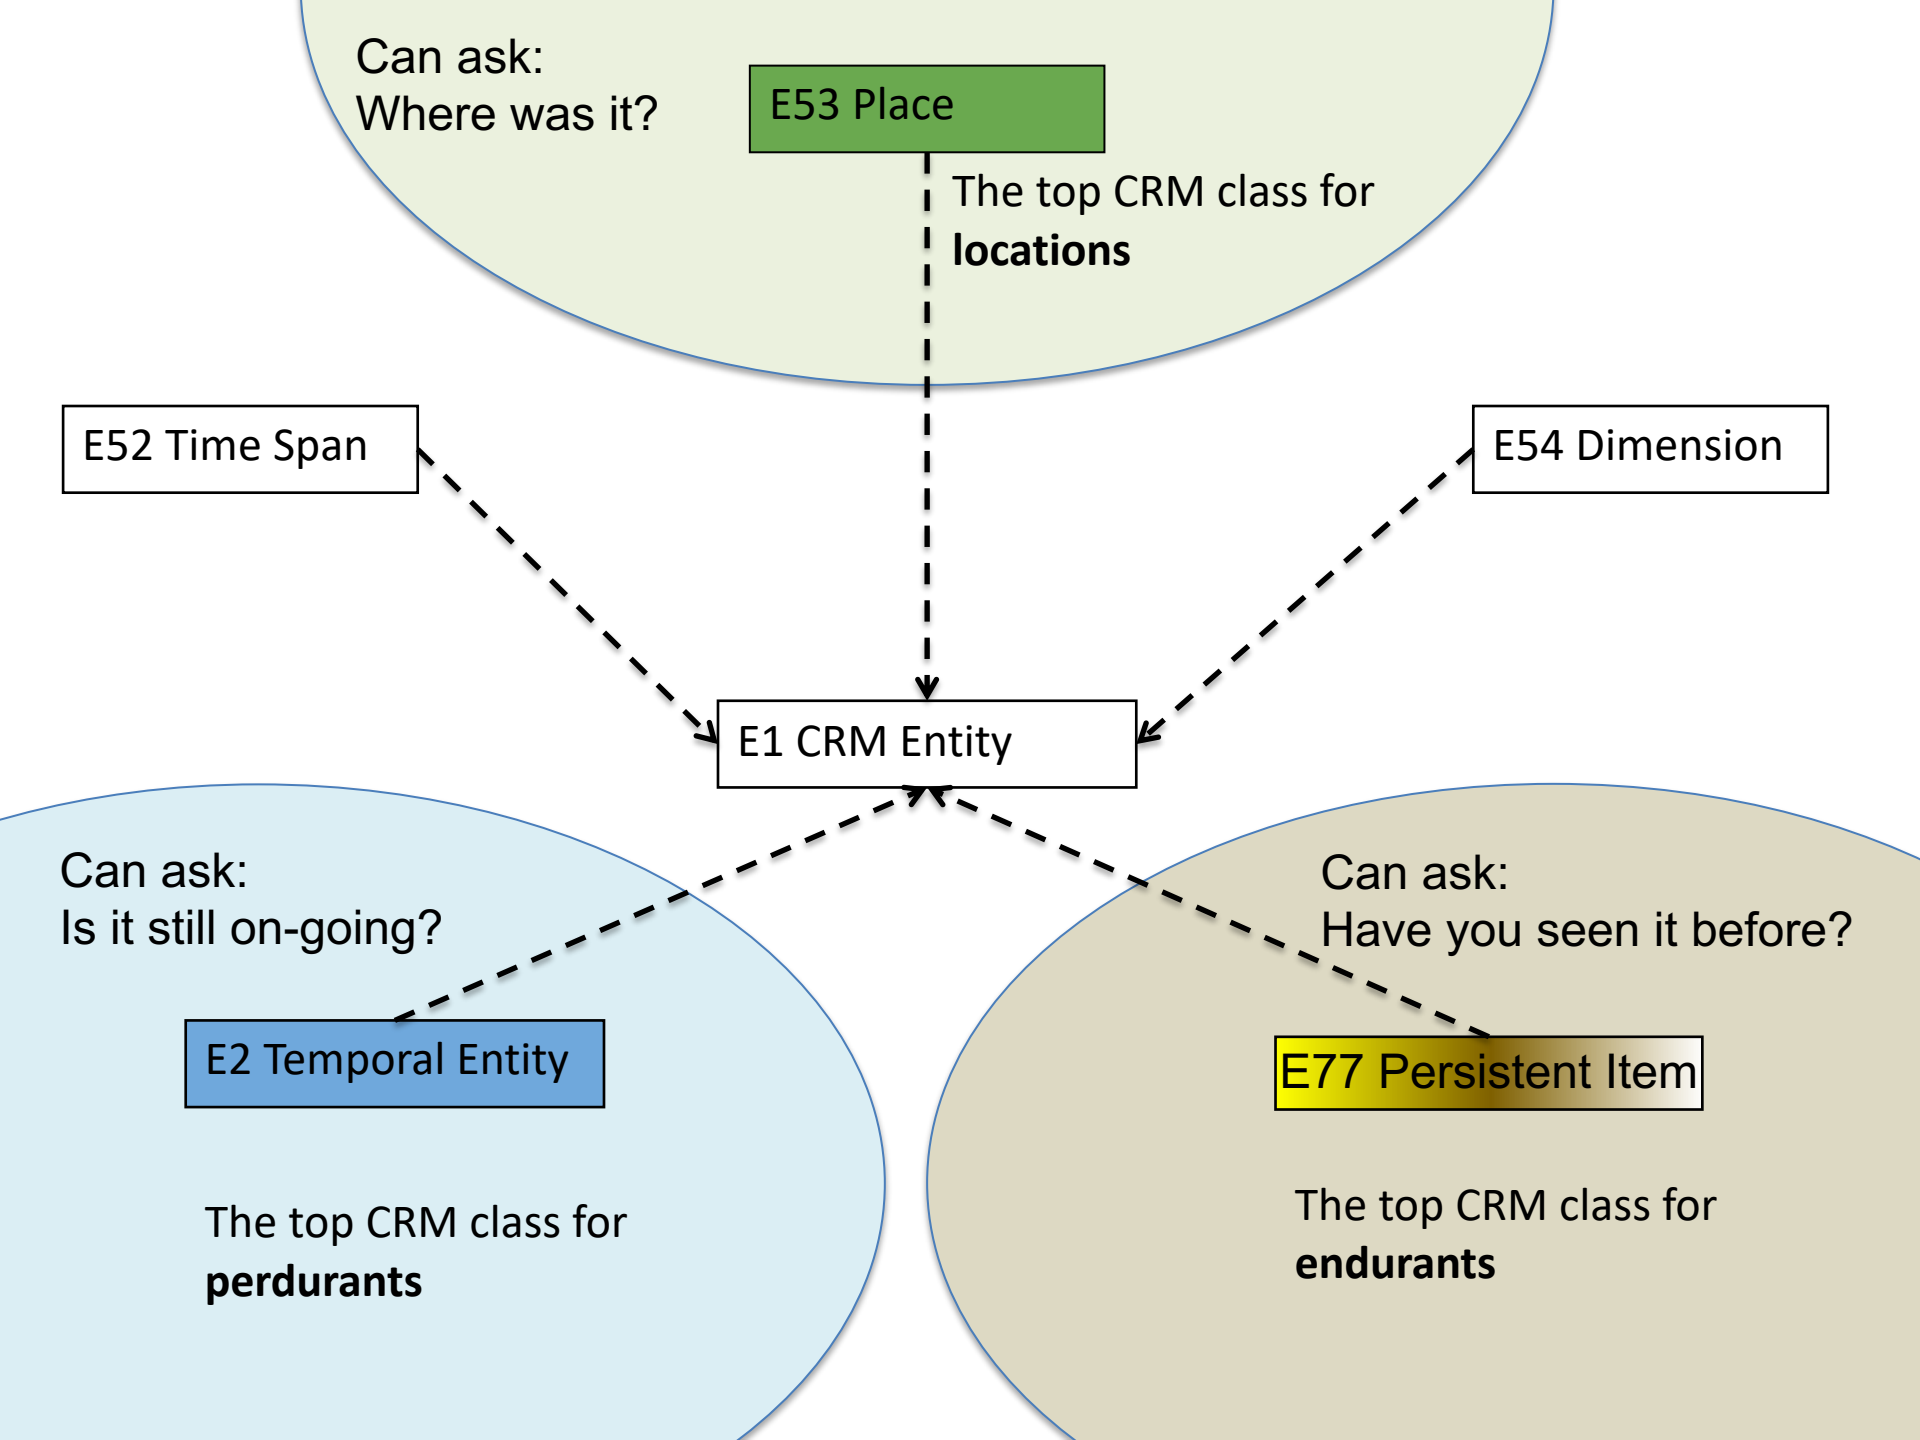 Can ask:
Where was it?
E53 Place
The top CRM class for
locations
E52 Time Span
E54 Dimension
E1 CRM Entity
Can ask:
Is it still on-going?
E2 Temporal Entity
The top CRM class for
perdurants
Can ask:
Have you seen it before?
E77 Persistent Item
The top CRM class for
endurants